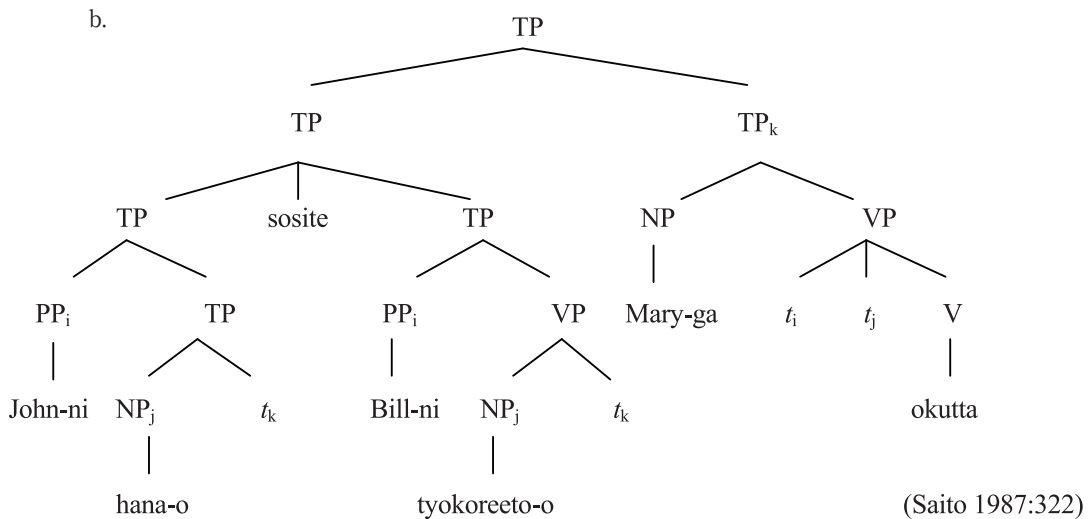 b.
TP
TP TPₖ
TP sosite TP NP VP
PPᵢ TP PPᵢ VP Mary-ga tᵢ tⱼ V
John-ni NPⱼ tₖ Bill-ni NPⱼ tₖ okutta
hana-o tyokoreeto-o (Saito 1987:322)